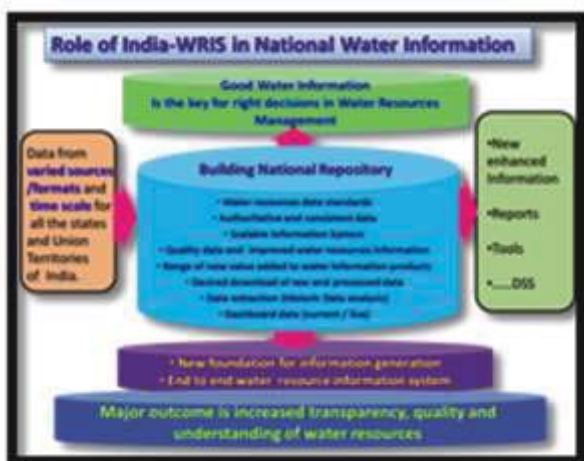 Role of India-WRIS in National Water Information
Good Water Information
Is the key for right decisions in Water Resources
Management
Data from
varied sources
/formats and
time scale for
all the states
and Union
Territories
of India.
Building National Repository
• Water resources data standards
• Authoritative and consistent data
• Scalable Information System
• Quality data and improved water resources information
• Range of new value added to water information products
• Desired download of raw and processed data
• Data extraction (Historic Data analysis)
• Dashboard data (current / live)
•New
enhanced
Information
•Reports
•Tools
•.....DSS
• New foundation for information generation
• End to end water resource information system
Major outcome is increased transparency, quality and
understanding of water resources